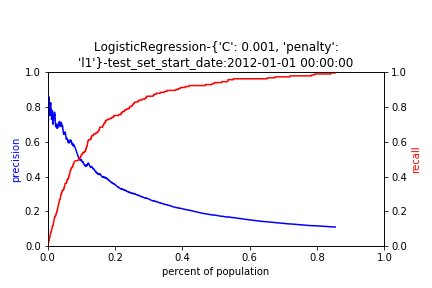 LogisticRegression-{'C': 0.001, 'penalty':
'l1'}-test_set_start_date:2012-01-01 00:00:00
1.0
0.8
0.6
0.4
0.2
0.0
precision
1.0
0.8
0.6
0.4
0.2
0.0
recall
0.0 0.2 0.4 0.6 0.8 1.0
percent of population